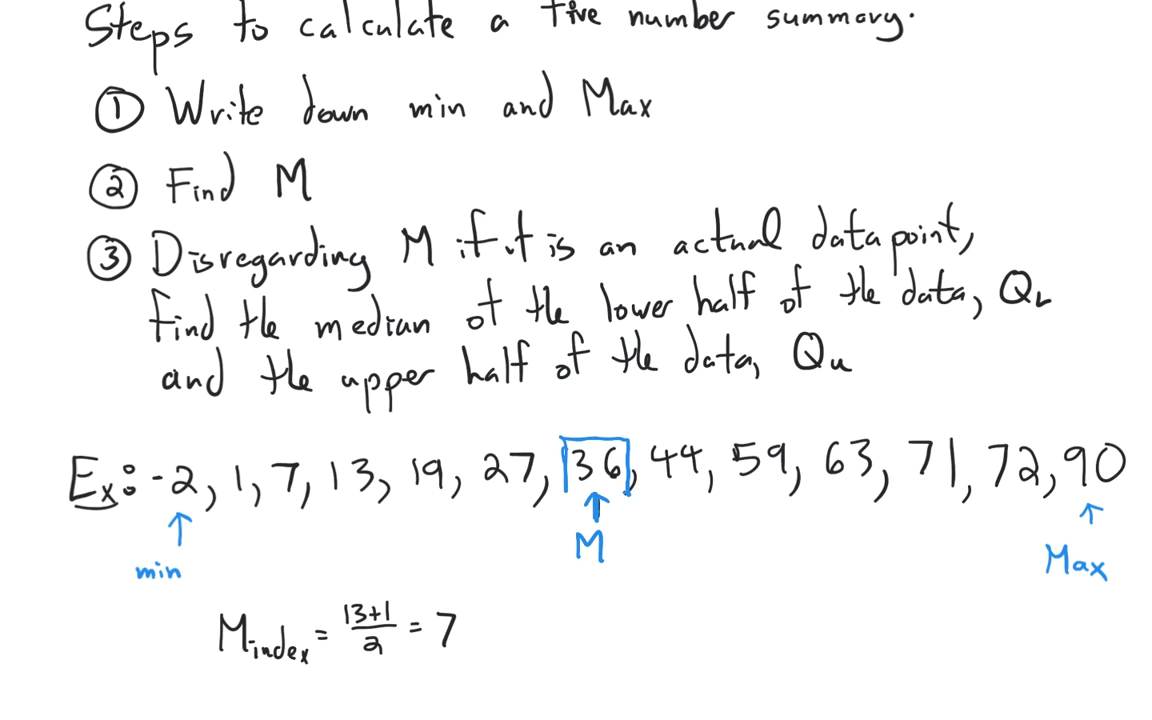 Steps to calculate a five number summary.
① Write down min and Max
② Find M
③ Disregarding M if it is an actual data point,
find the median of the lower half of the data, QL
and the upper half of the data, Qu
Ex: -2, 1, 7, 13, 19, 27, 36, 44, 59, 63, 71, 72, 90
min M Max
Mindex = 13+1/2 = 7